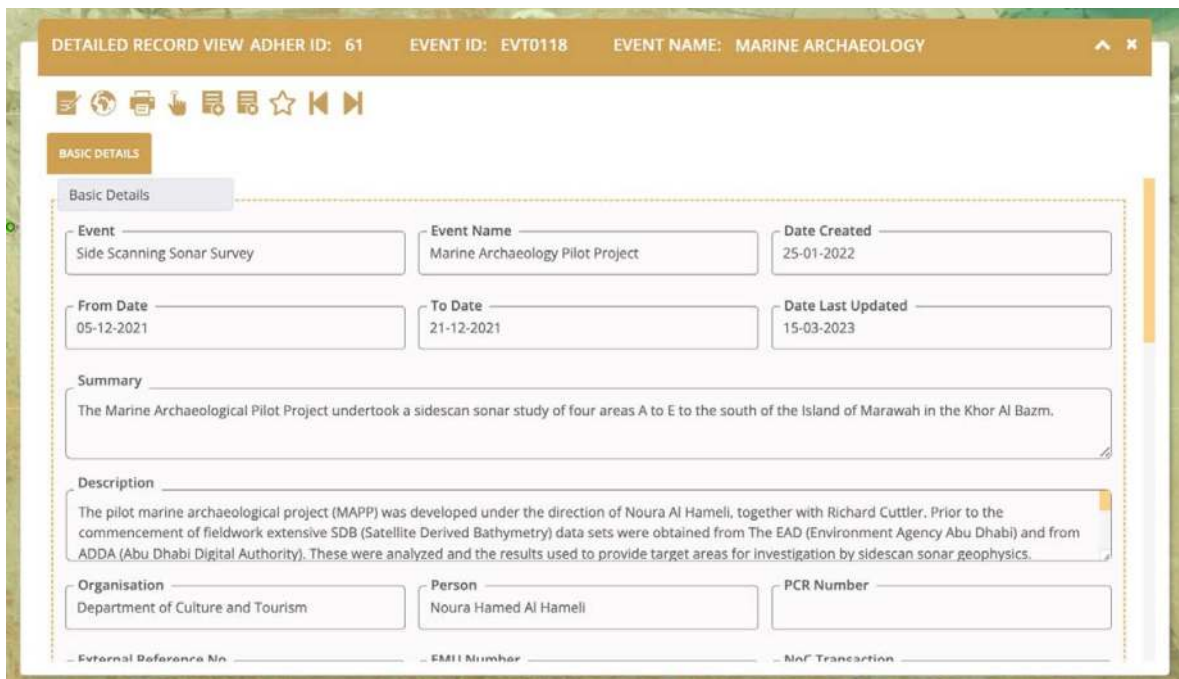 DETAILED RECORD VIEW ADHER ID: 61 EVENT ID: EVT0118 EVENT NAME: MARINE ARCHAEOLOGY
BASIC DETAILS
Basic Details
Event Event Name Date Created
Side Scanning Sonar Survey Marine Archaeology Pilot Project 25-01-2022
From Date To Date Date Last Updated
05-12-2021 21-12-2021 15-03-2023
Summary
The Marine Archaeological Pilot Project undertook a sidescan sonar study of four areas A to E to the south of the Island of Marawah in the Khor Al Bazm.
Description
The pilot marine archaeological project (MAPP) was developed under the direction of Noura Al Hameli, together with Richard Cuttler. Prior to the
commencement of fieldwork extensive SDB (Satellite Derived Bathymetry) data sets were obtained from The EAD (Environment Agency Abu Dhabi) and from
ADDA (Abu Dhabi Digital Authority). These were analyzed and the results used to provide target areas for investigation by sidescan sonar geophysics.
Organisation Person PCR Number
Department of Culture and Tourism Noura Hamed Al Hameli
External Reference No EMU Number NoC Transaction